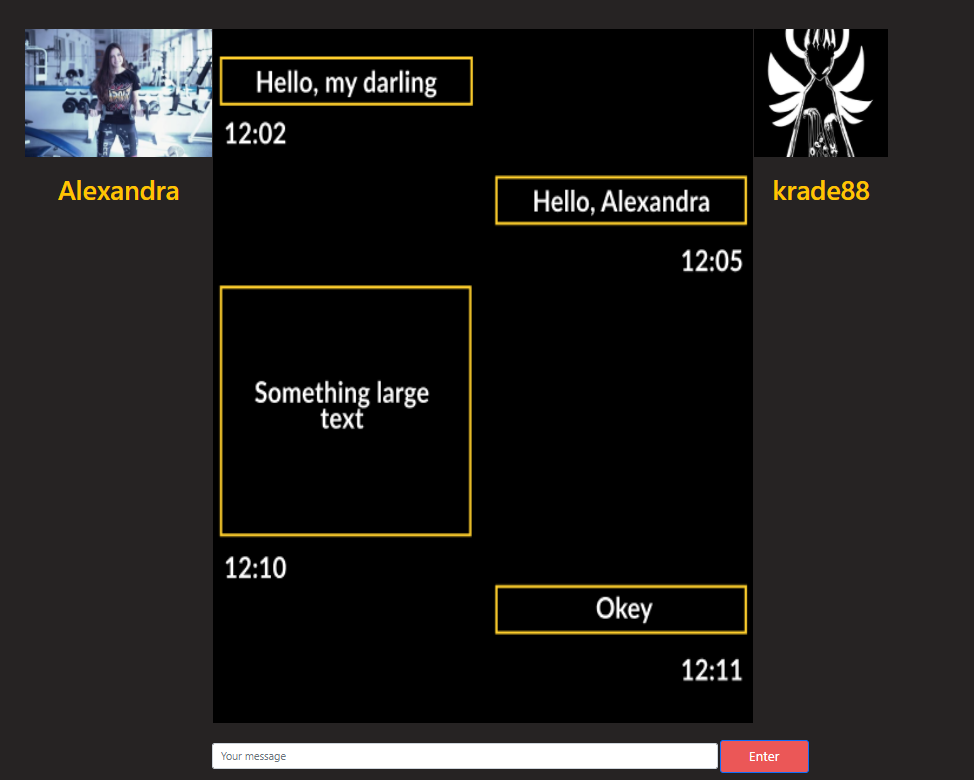 Hello, my darling
12:02
Alexandra
Hello, Alexandra
krade88
12:05
Something large
text
12:10
Okey
12:11
Your message
Enter